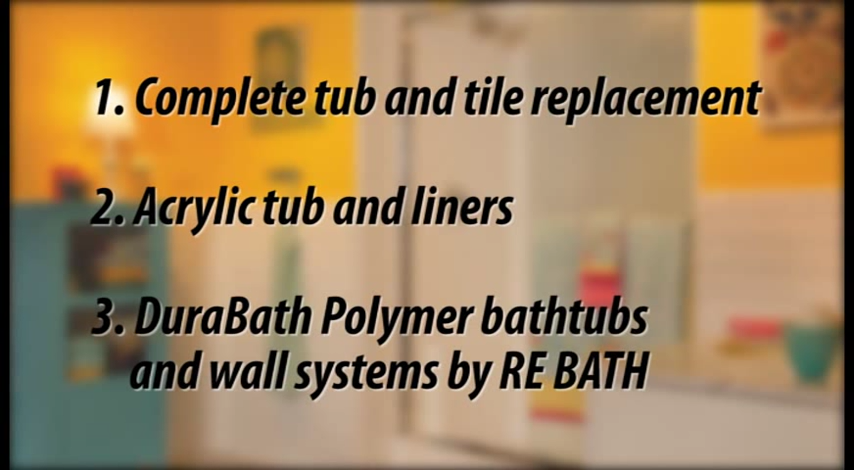 1. Complete tub and tile replacement
2. Acrylic tub and liners
3. DuraBath Polymer bathtubs
and wall systems by RE BATH